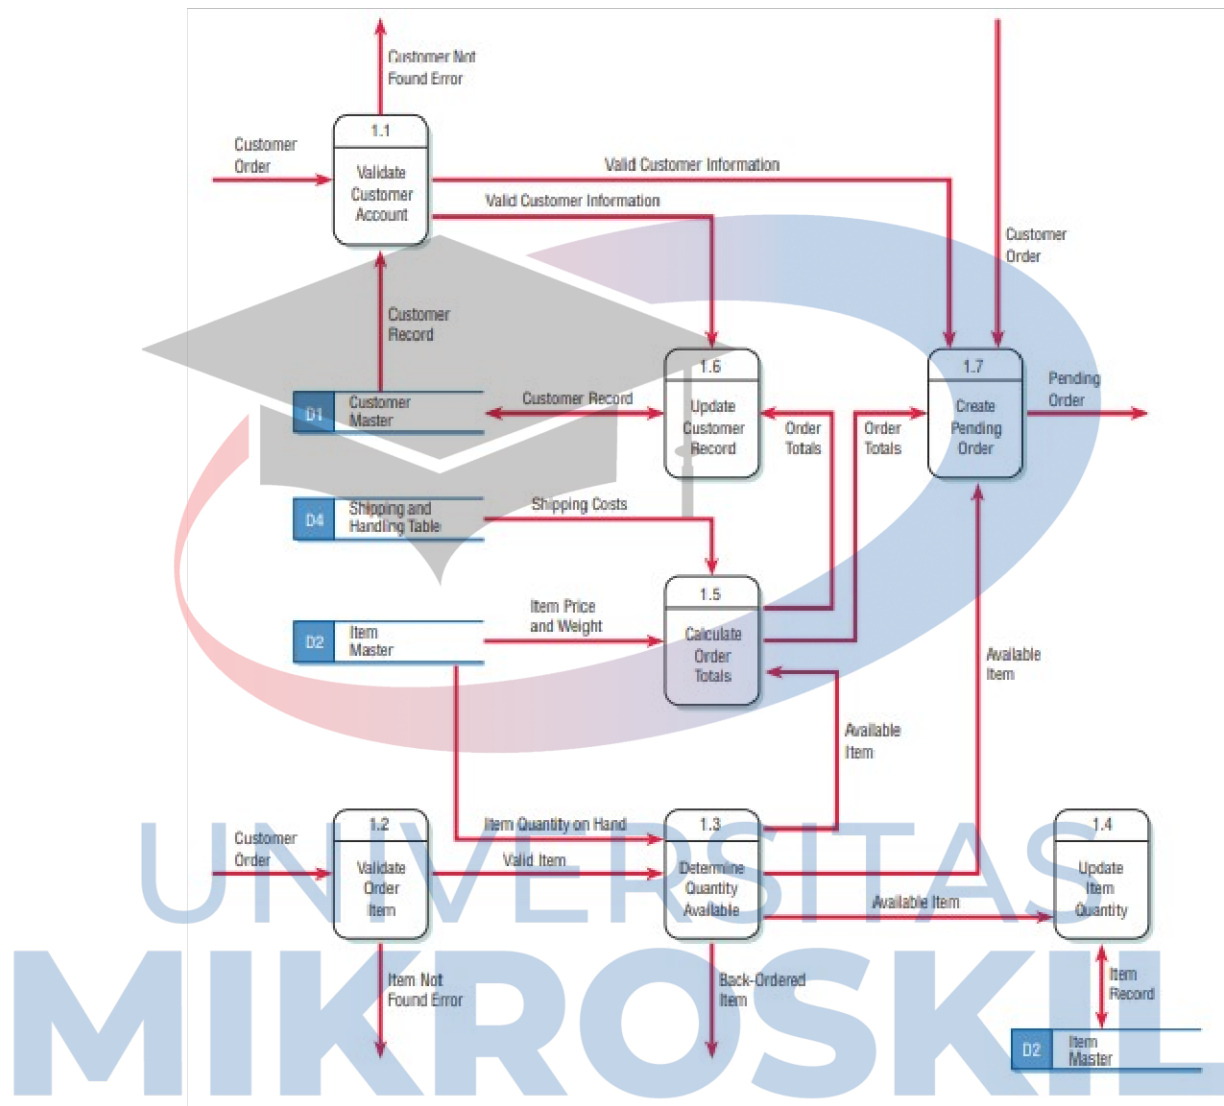 Customer Not
Found Error
1.1
Validate
Customer
Account
Customer
Order
Valid Customer Information
Valid Customer Information
Customer
Order
Customer
Record
D1
Customer
Master
Customer Record
1.6
Update
Customer
Record
Order
Totals
Order
Totals
1.7
Create
Pending
Order
Pending
Order
D4
Shipping and
Handling Table
Shipping Costs
D2
Item
Master
Item Price
and Weight
1.5
Calculate
Order
Totals
Available
Item
Available
Item
Customer
Order
1.2
Validate
Order
Item
Item Quantity on Hand
Valid Item
1.3
Determine
Quantity
Available
Available Item
1.4
Update
Item
Quantity
Item Not
Found Error
Back-Ordered
Item
Item
Record
D2
Item
Master
UNIVERSITAS
MIKROSKIL